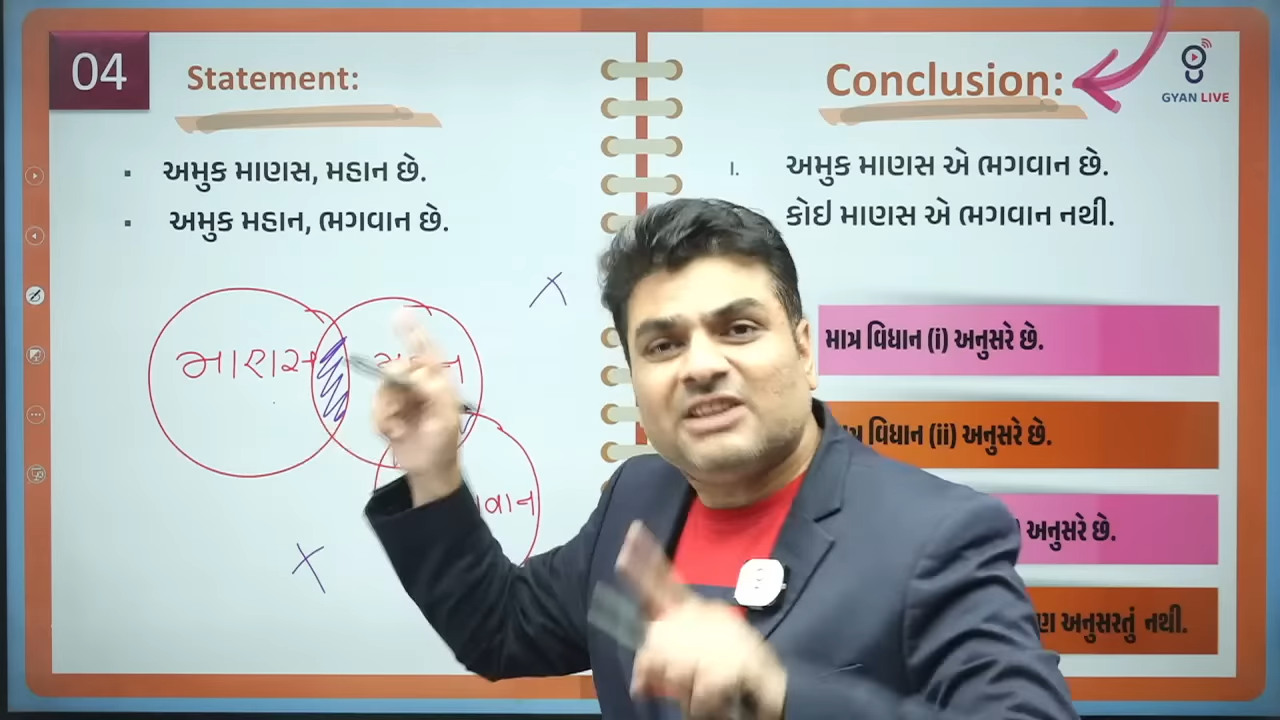 04
Statement:
▪ અમુક માણસ, મહાન છે.
▪ અમુક મહાન, ભગવાન છે.
માણસ
Conclusion:
GYAN LIVE
I. અમુક માણસ એ ભગવાન છે.
કોઇ માણસ એ ભગવાન નથી.
માત્ર વિધાન (i) અનુસરે છે.
વિધાન (ii) અનુસરે છે.
અનુસરે છે.
અનુસરતું નથી.